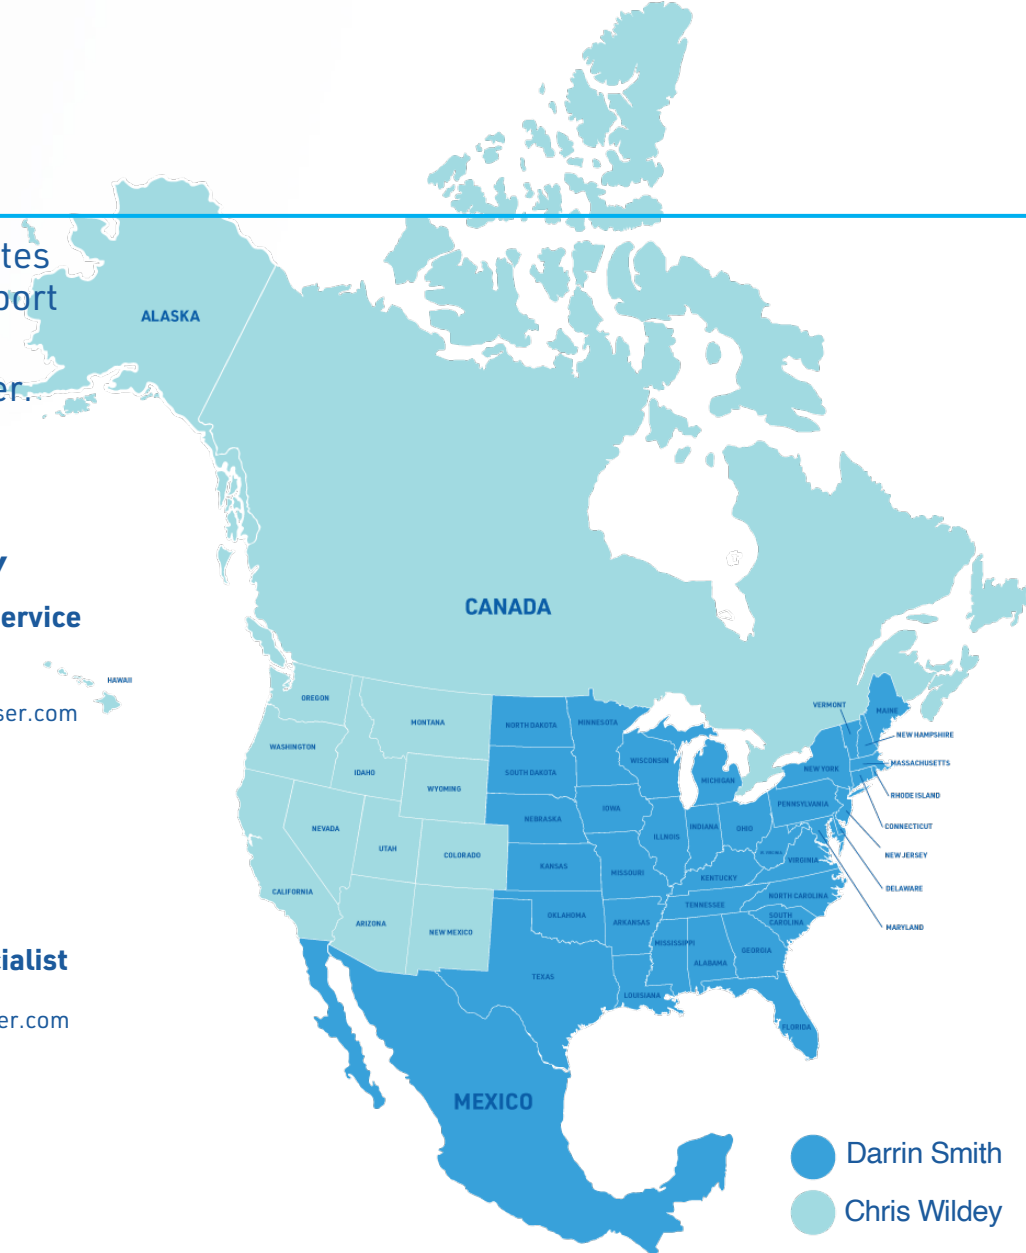 tes
port
er.
ervice
ser.com
ialist
er.com
ALASKA
HAWAII
CANADA
OREGON
WASHINGTON
MONTANA
IDAHO
WYOMING
NEVADA
UTAH
COLORADO
CALIFORNIA
ARIZONA
NEW MEXICO
NORTH DAKOTA
MINNESOTA
SOUTH DAKOTA
WISCONSIN
MICHIGAN
NEBRASKA
IOWA
ILLNOIS
INDIANA
OHIO
KANSAS
MISSOURI
KENTUCKY
VIRGINIA
TENNESSEE
NORTH CAROLINA
SOUTH
CAROLINA
OKLAHOMA
ARKANSAS
MISSISSIPPI
ALABAMA
GEORGIA
TEXAS
LOUISIANA
FLORIDA
PENNSYLVANIA
NEW YORK
VERMONT
MAINE
NEW HAMPSHIRE
MASSACHUSETTS
RHODE ISLAND
CONNECTICUT
NEW JERSEY
DELAWARE
MARYLAND
MEXICO
Darrin Smith
Chris Wildey